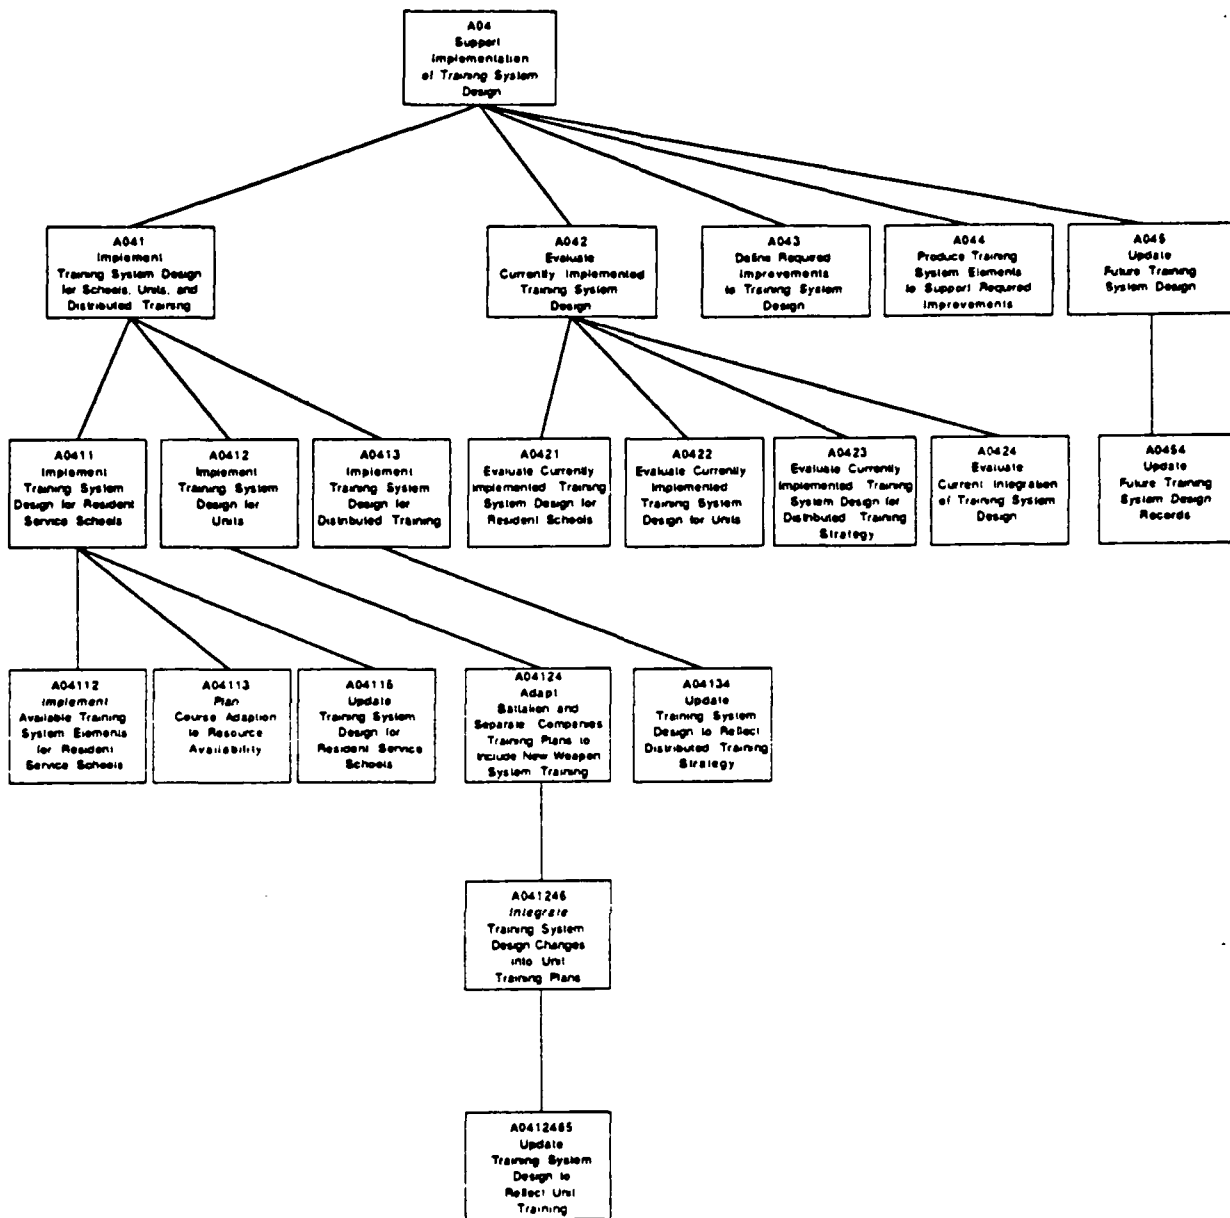 A04
Support
Implementation
of Training System
Design
A041
Implement
Training System Design
for Schools, Units, and
Distributed Training
A042
Evaluate
Currently Implemented
Training System
Design
A043
Define Required
Improvements
to Training System
Design
A044
Produce Training
System Elements
to Support Required
Improvements
A045
Update
Future Training
System Design
A0411
Implement
Training System
Design for Resident
Service Schools
A0412
Implement
Training System
Design for
Units
A0413
Implement
Training System
Design for
Distributed Training
A0421
Evaluate Currently
Implemented Training
System Design for
Resident Schools
A0422
Evaluate Currently
Implemented
Training System
Design for Units
A0423
Evaluate Currently
Implemented Training
System Design for
Distributed Training
Strategy
A0424
Evaluate
Current Integration
of Training System
Design
A0454
Update
Future Training
System Design
Records
A04112
Implement
Available Training
System Elements
for Resident
Service Schools
A04113
Plan
Course Adaption
to Resource
Availability
A04115
Update
Training System
Design for
Resident Service
Schools
A04124
Adapt
Battalion and
Separate Companies
Training Plans to
Include New Weapon
System Training
A04134
Update
Training System
Design to Reflect
Distributed Training
Strategy
A041246
Integrate
Training System
Design Changes
into Unit
Training Plans
A0412465
Update
Training System
Design to
Reflect Unit
Training